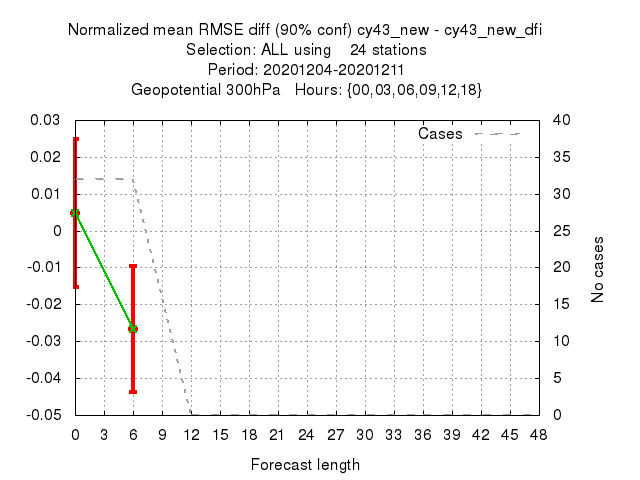 Normalized mean RMSE diff (90% conf) cy43_new - cy43_new_dfi
Selection: ALL using 24 stations
Period: 20201204-20201211
Geopotential 300hPa Hours: {00,03,06,09,12,18}
0.03
0.02
0.01
0
-0.01
-0.02
-0.03
-0.04
-0.05
Cases
40
35
30
25
20
15
10
5
0
No cases
0 3 6 9 12 15 18 21 24 27 30 33 36 39 42 45 48
Forecast length